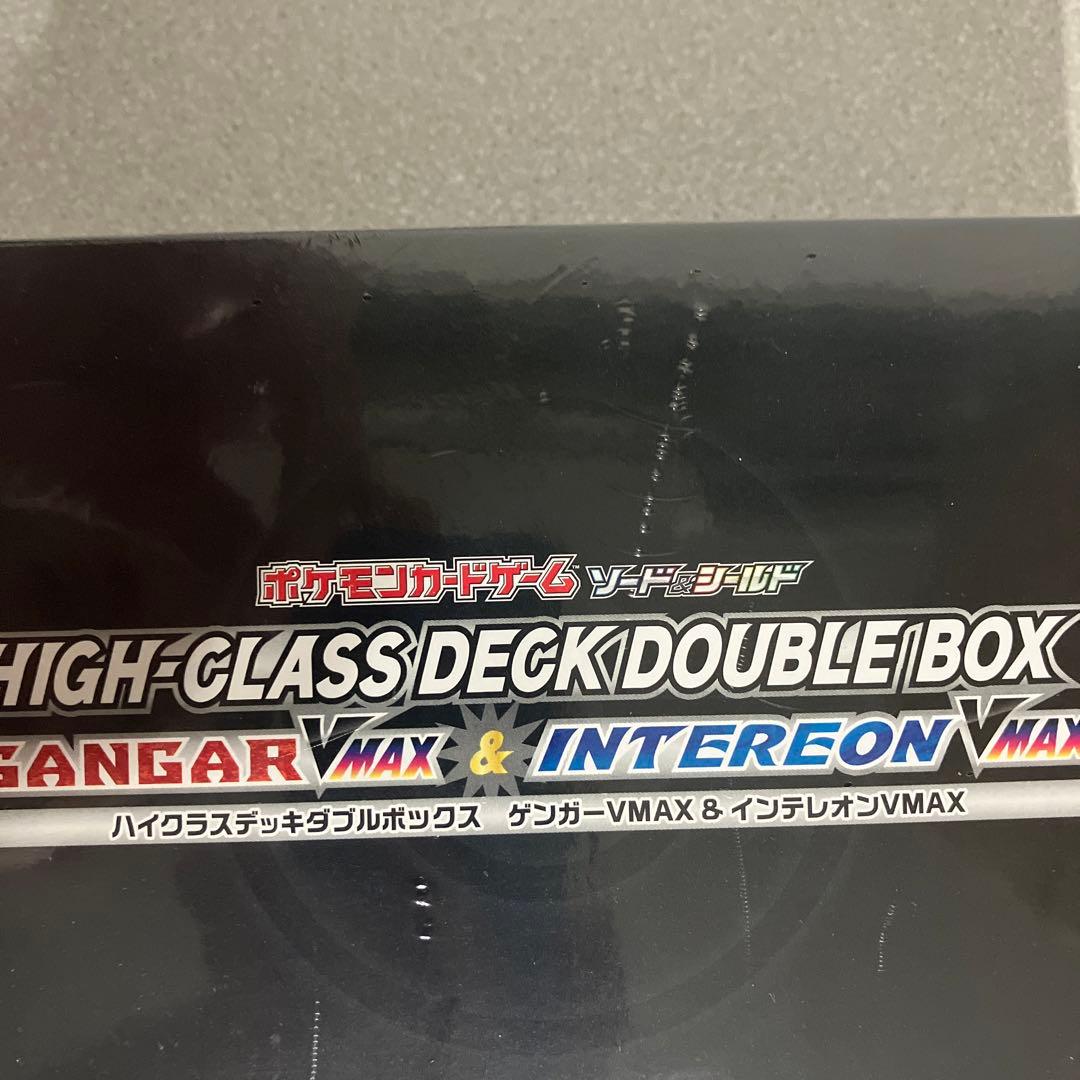 ポケモンカードゲーム™ ソード&シールド
HIGH-CLASS DECK DOUBLE BOX
GANGAR VMAX & INTEREON VMAX
ハイクラスデッキダブルボックス ゲンガーVMAX & インテレオンVMAX